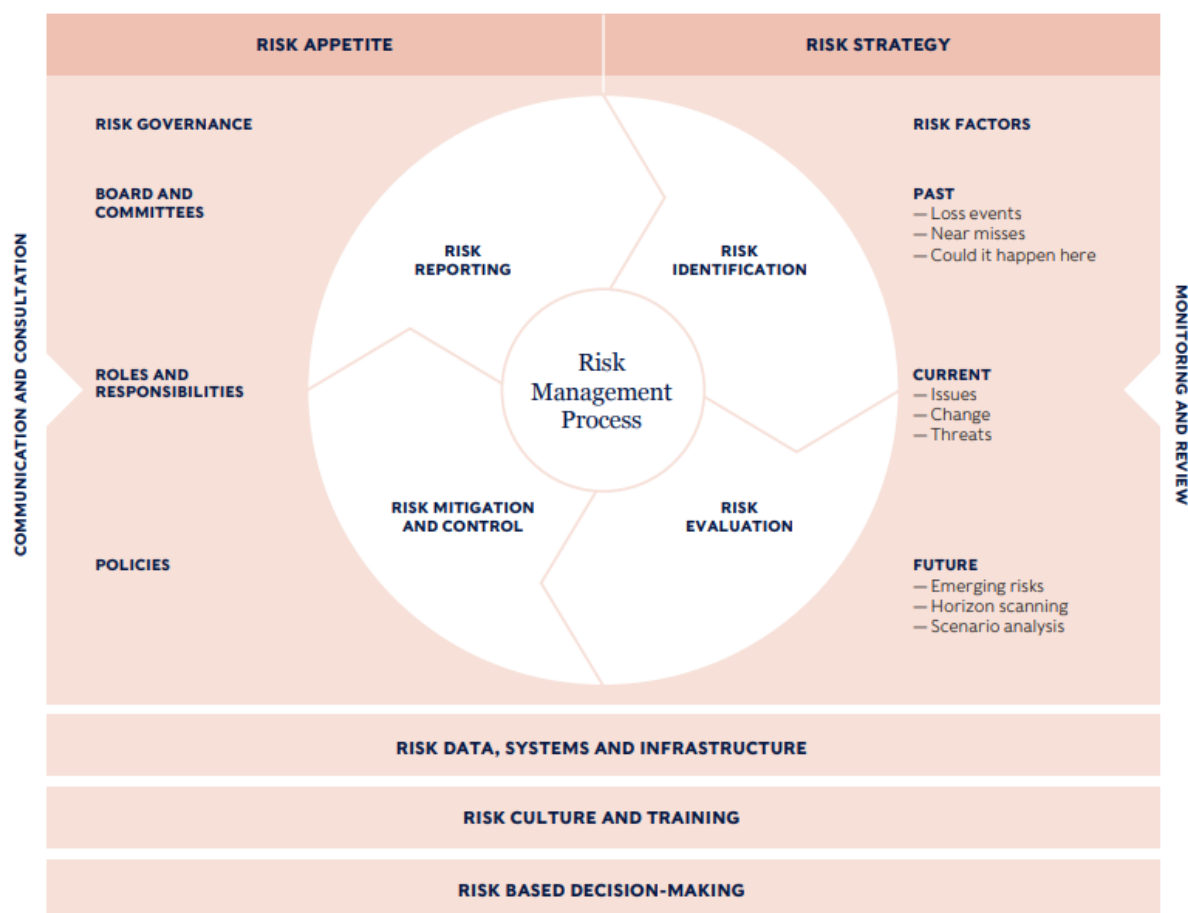 RISK APPETITE
RISK STRATEGY
COMMUNICATION AND CONSULTATION
RISK GOVERNANCE
BOARD AND
COMMITTEES
ROLES AND
RESPONSIBILITIES
POLICIES
RISK
REPORTING
RISK
IDENTIFICATION
Risk
Management
Process
RISK MITIGATION
AND CONTROL
RISK
EVALUATION
RISK FACTORS
PAST
— Loss events
— Near misses
— Could it happen here
CURRENT
— Issues
— Change
— Threats
FUTURE
— Emerging risks
— Horizon scanning
— Scenario analysis
MONITORING AND REVIEW
RISK DATA, SYSTEMS AND INFRASTRUCTURE
RISK CULTURE AND TRAINING
RISK BASED DECISION-MAKING